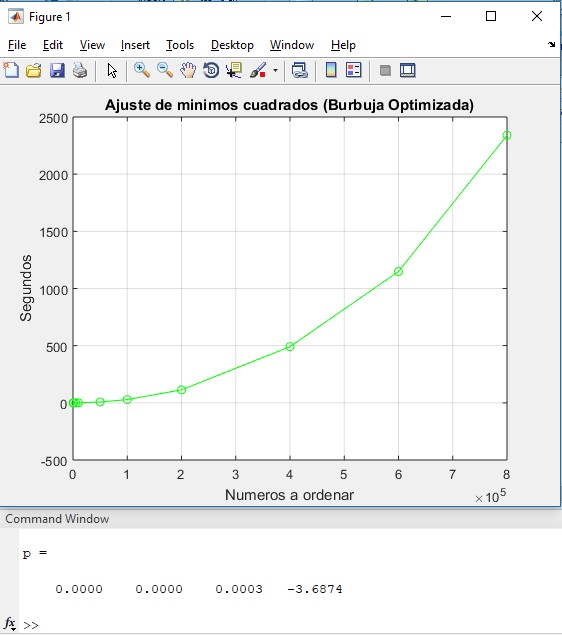 Figure 1
File Edit View Insert Tools Desktop Window Help
Ajuste de minimos cuadrados (Burbuja Optimizada)
2500
2000
1500
1000
500
0
-500
Segundos
0 1 2 3 4 5 6 7 8
Numeros a ordenar
×10^5
Command Window
p =
0.0000 0.0000 0.0003 -3.6874
fx >>